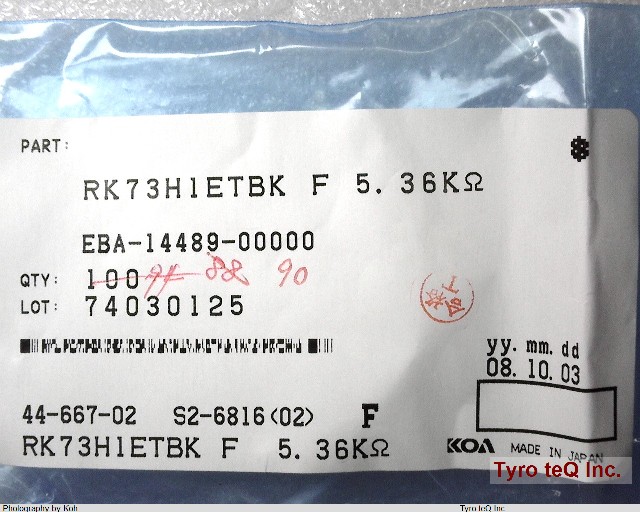 PART:
RK73H1ETBK F 5.36KΩ
EBA-14489-00000
QTY: 100 94 88 90
LOT: 74030125
yy. mm. dd
08. 10. 03
44-667-02 S2-6816(02) F
RK73H1ETBK F 5.36KΩ
KOA MADE IN JAPAN
Tyro teQ Inc.
Photography by Koh Tyro teQ Inc